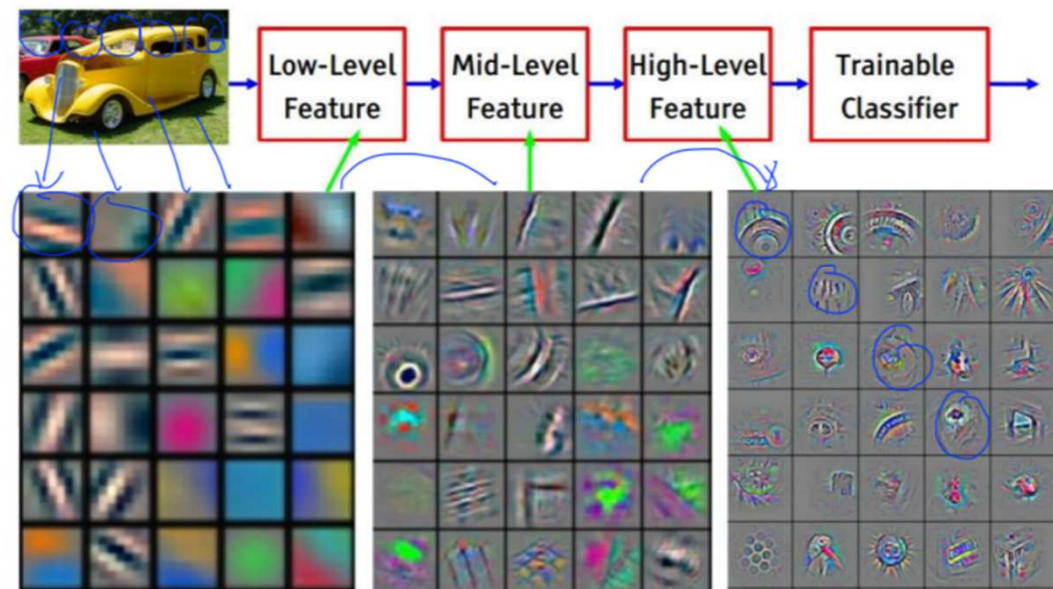 Low-Level
Feature
Mid-Level
Feature
High-Level
Feature
Trainable
Classifier